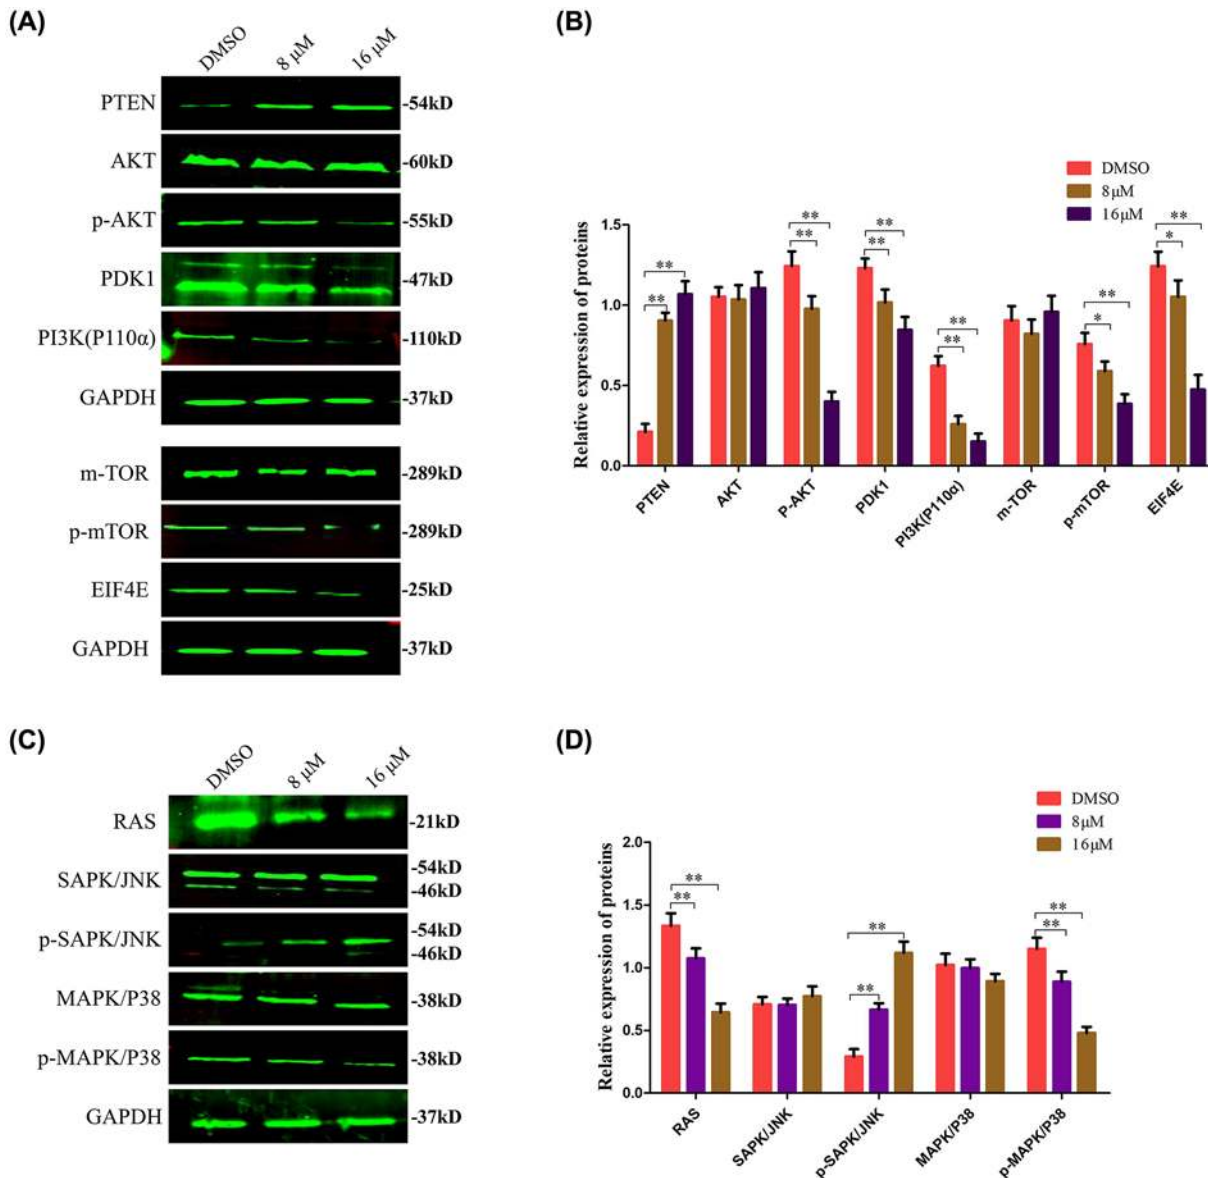 (A)
DMSO 8 μM 16 μM
PTEN -54kD
AKT -60kD
p-AKT -55kD
PDK1 -47kD
PI3K(P110α) -110kD
GAPDH -37kD
m-TOR -289kD
p-mTOR -289kD
EIF4E -25kD
GAPDH -37kD
(B)
DMSO
8μM
16μM
Relative expression of proteins
1.5
1.0
0.5
0.0
** ** ** ** ** ** ** ** ** * ** *
PTEN AKT P-AKT PDK1 PI3K(P110α) m-TOR p-mTOR EIF4E
(C)
DMSO 8 μM 16 μM
RAS -21kD
SAPK/JNK -54kD
-46kD
p-SAPK/JNK -54kD
-46kD
MAPK/P38 -38kD
p-MAPK/P38 -38kD
GAPDH -37kD
(D)
DMSO
8μM
16μM
Relative expression of proteins
2.0
1.5
1.0
0.5
0.0
** ** ** ** ** **
RAS SAPK/JNK p-SAPK/JNK MAPK/P38 p-MAPK/P38